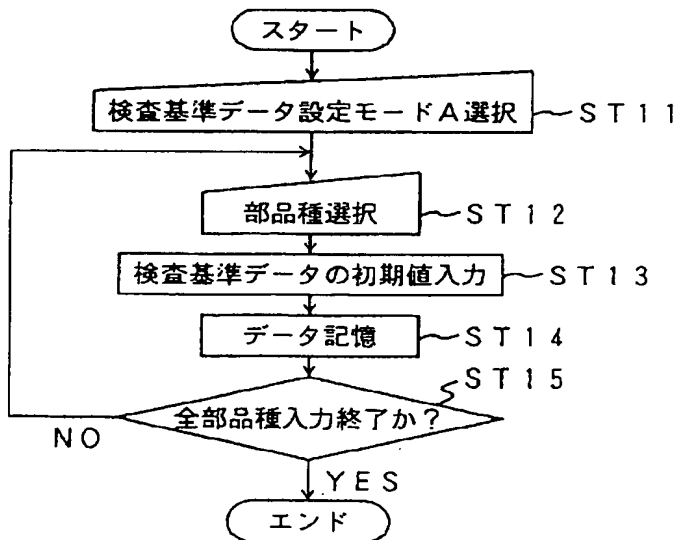 スタート
検査基準データ設定モードA選択
ST11
部品種選択
ST12
検査基準データの初期値入力
ST13
データ記憶
ST14
ST15
全部品種入力終了か?
NO
YES
エンド